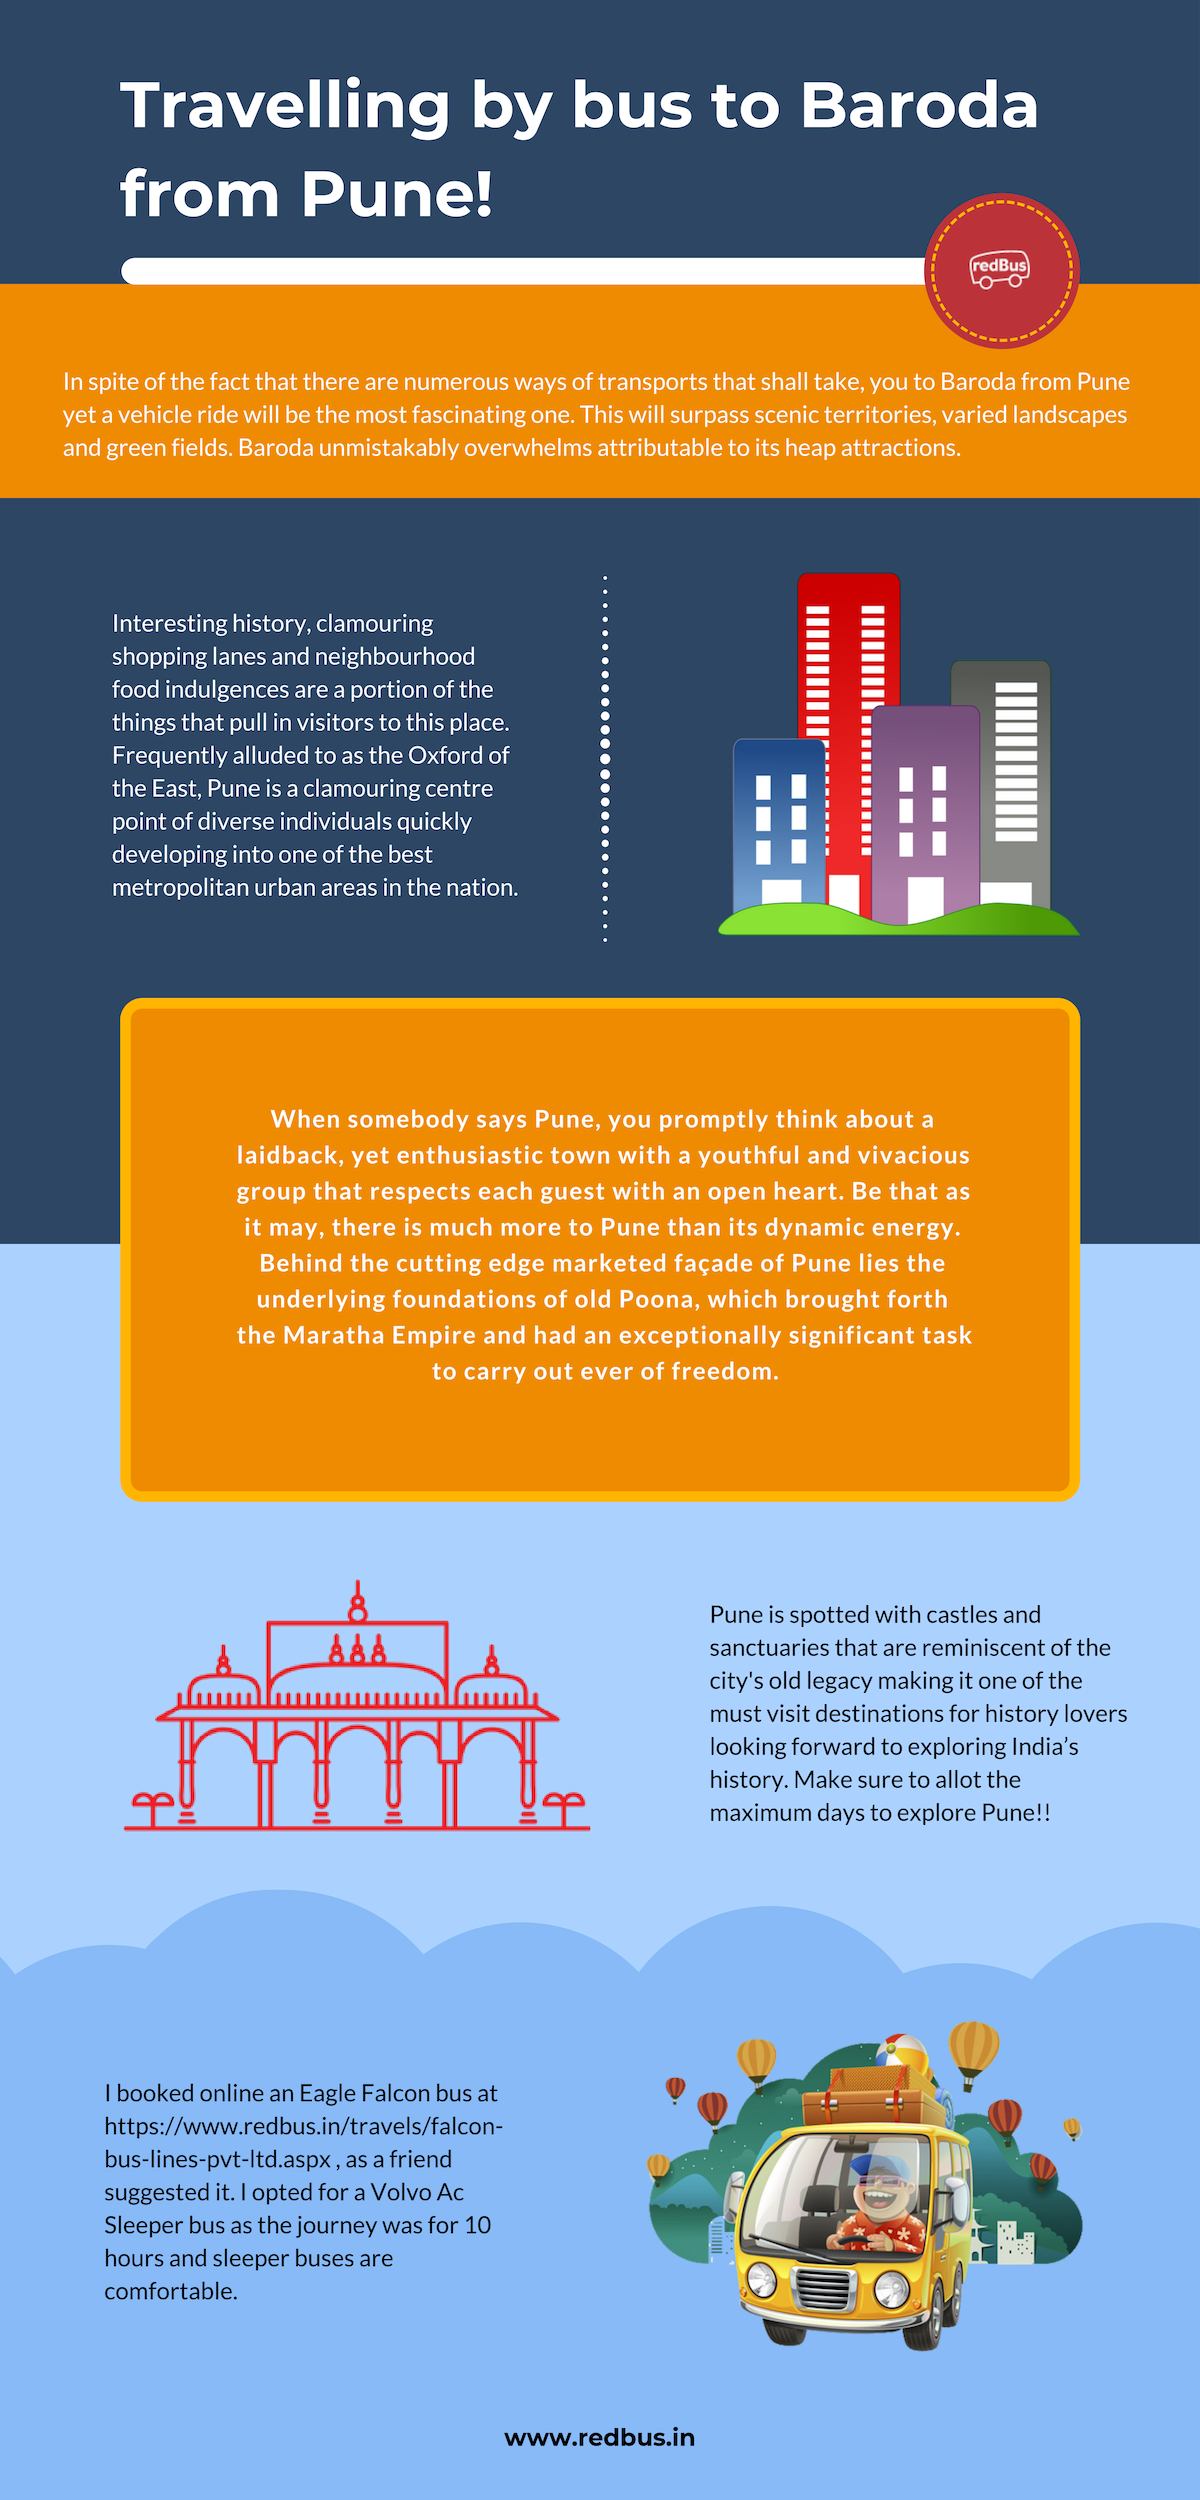 Travelling by bus to Baroda
from Pune!
redBus
In spite of the fact that there are numerous ways of transports that shall take, you to Baroda from Pune
yet a vehicle ride will be the most fascinating one. This will surpass scenic territories, varied landscapes
and green fields. Baroda unmistakably overwhelms attributable to its heap attractions.
Interesting history, clamouring
shopping lanes and neighbourhood
food indulgences are a portion of the
things that pull in visitors to this place.
Frequently alluded to as the Oxford of
the East, Pune is a clamouring centre
point of diverse individuals quickly
developing into one of the best
metropolitan urban areas in the nation.
When somebody says Pune, you promptly think about a
laidback, yet enthusiastic town with a youthful and vivacious
group that respects each guest with an open heart. Be that as
it may, there is much more to Pune than its dynamic energy.
Behind the cutting edge marketed façade of Pune lies the
underlying foundations of old Poona, which brought forth
the Maratha Empire and had an exceptionally significant task
to carry out ever of freedom.
Pune is spotted with castles and
sanctuaries that are reminiscent of the
city's old legacy making it one of the
must visit destinations for history lovers
looking forward to exploring India’s
history. Make sure to allot the
maximum days to explore Pune!!
I booked online an Eagle Falcon bus at
https://www.redbus.in/travels/falcon-
bus-lines-pvt-ltd.aspx , as a friend
suggested it. I opted for a Volvo Ac
Sleeper bus as the journey was for 10
hours and sleeper buses are
comfortable.
www.redbus.in